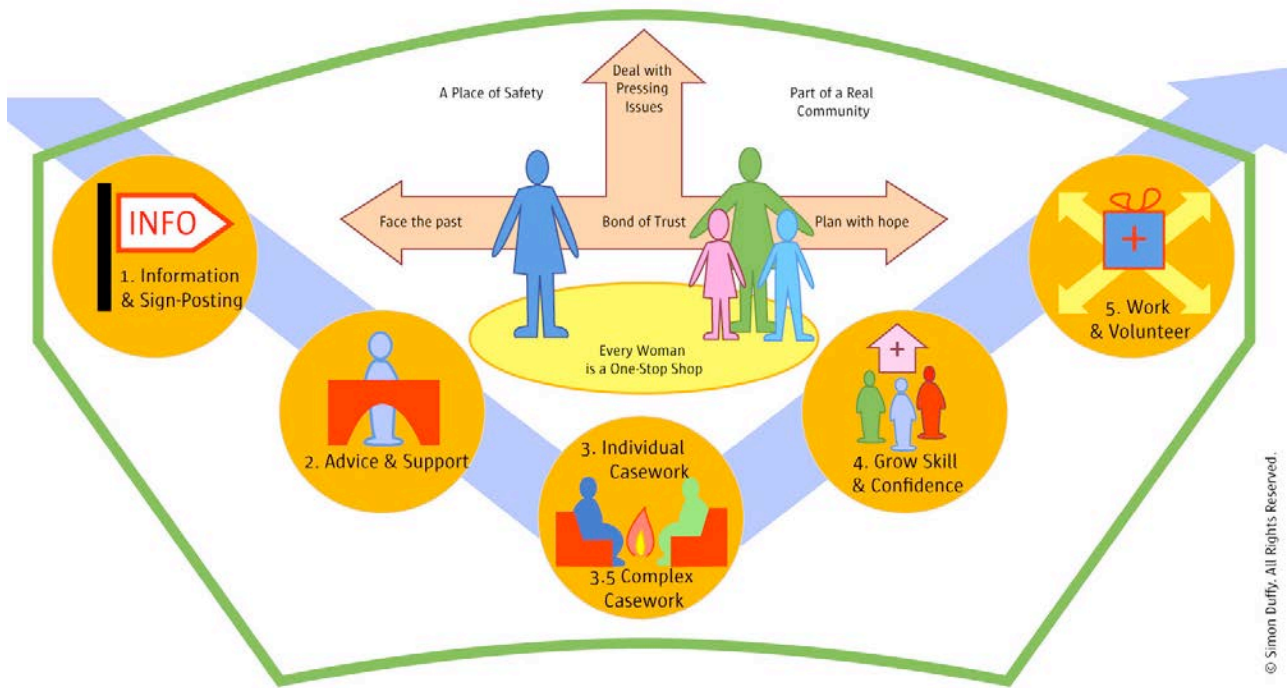 Deal with
Pressing
Issues
A Place of Safety
Part of a Real
Community
Face the past
Bond of Trust
Plan with hope
Every Woman
is a One-Stop Shop
INFO
1. Information
& Sign-Posting
2. Advice & Support
3. Individual
Casework
3.5 Complex
Casework
4. Grow Skill
& Confidence
5. Work
& Volunteer
© Simon Duffy. All Rights Reserved.